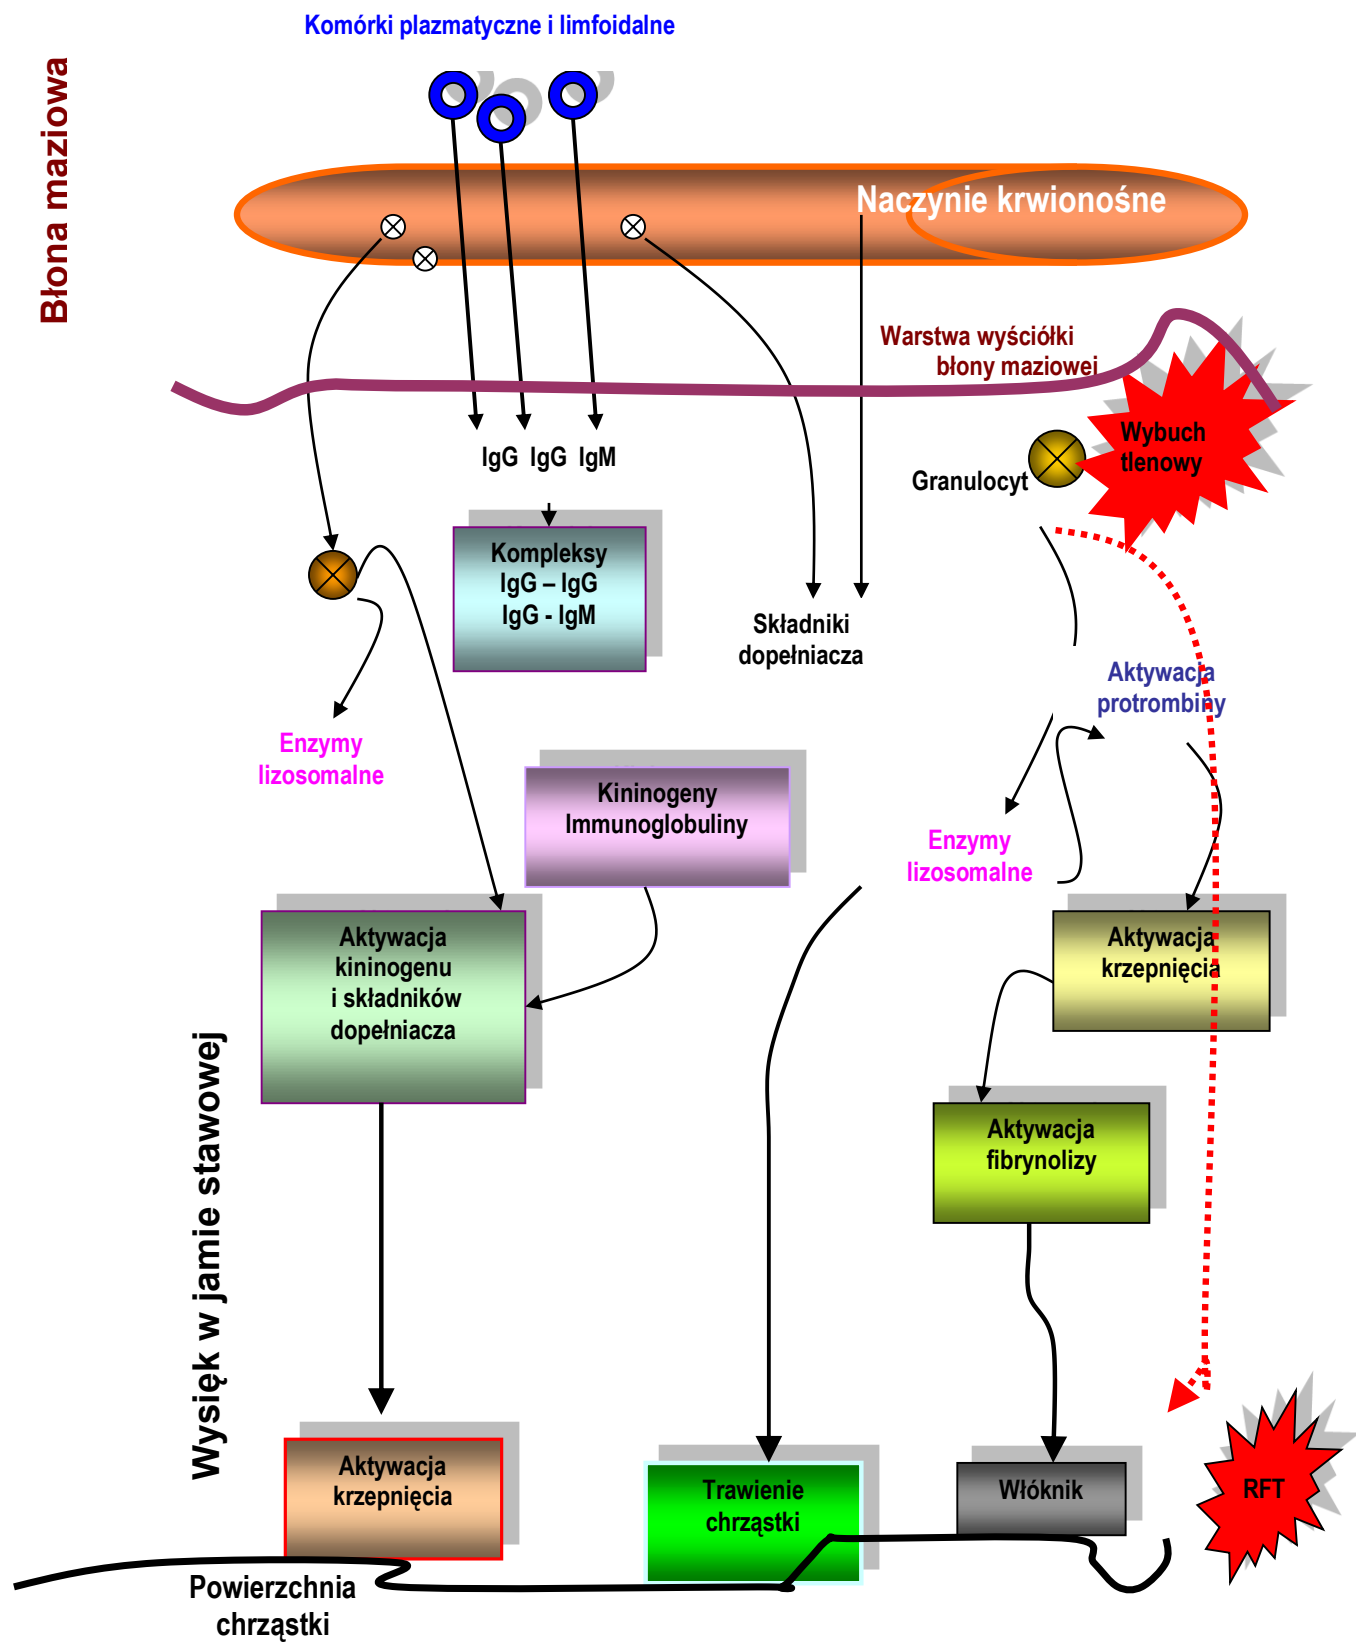 Komórki plazmatyczne i limfoidalne
Błona maziowa
Naczynie krwionośne
Warstwa wyściółki
błony maziowej
Wybuch
tlenowy
IgG IgG IgM
Granulocyt
Kompleksy
IgG – IgG
IgG - IgM
Składniki
dopełniacza
Aktywacja
protrombiny
Enzymy
lizosomalne
Kininogeny
Immunoglobuliny
Enzymy
lizosomalne
Aktywacja
kininogenu
i składników
dopełniacza
Aktywacja
krzepnięcia
Wysięk w jamie stawowej
Aktywacja
fibrynolizy
Aktywacja
krzepnięcia
Trawienie
chrząstki
Włóknik
RFT
Powierzchnia
chrząstki